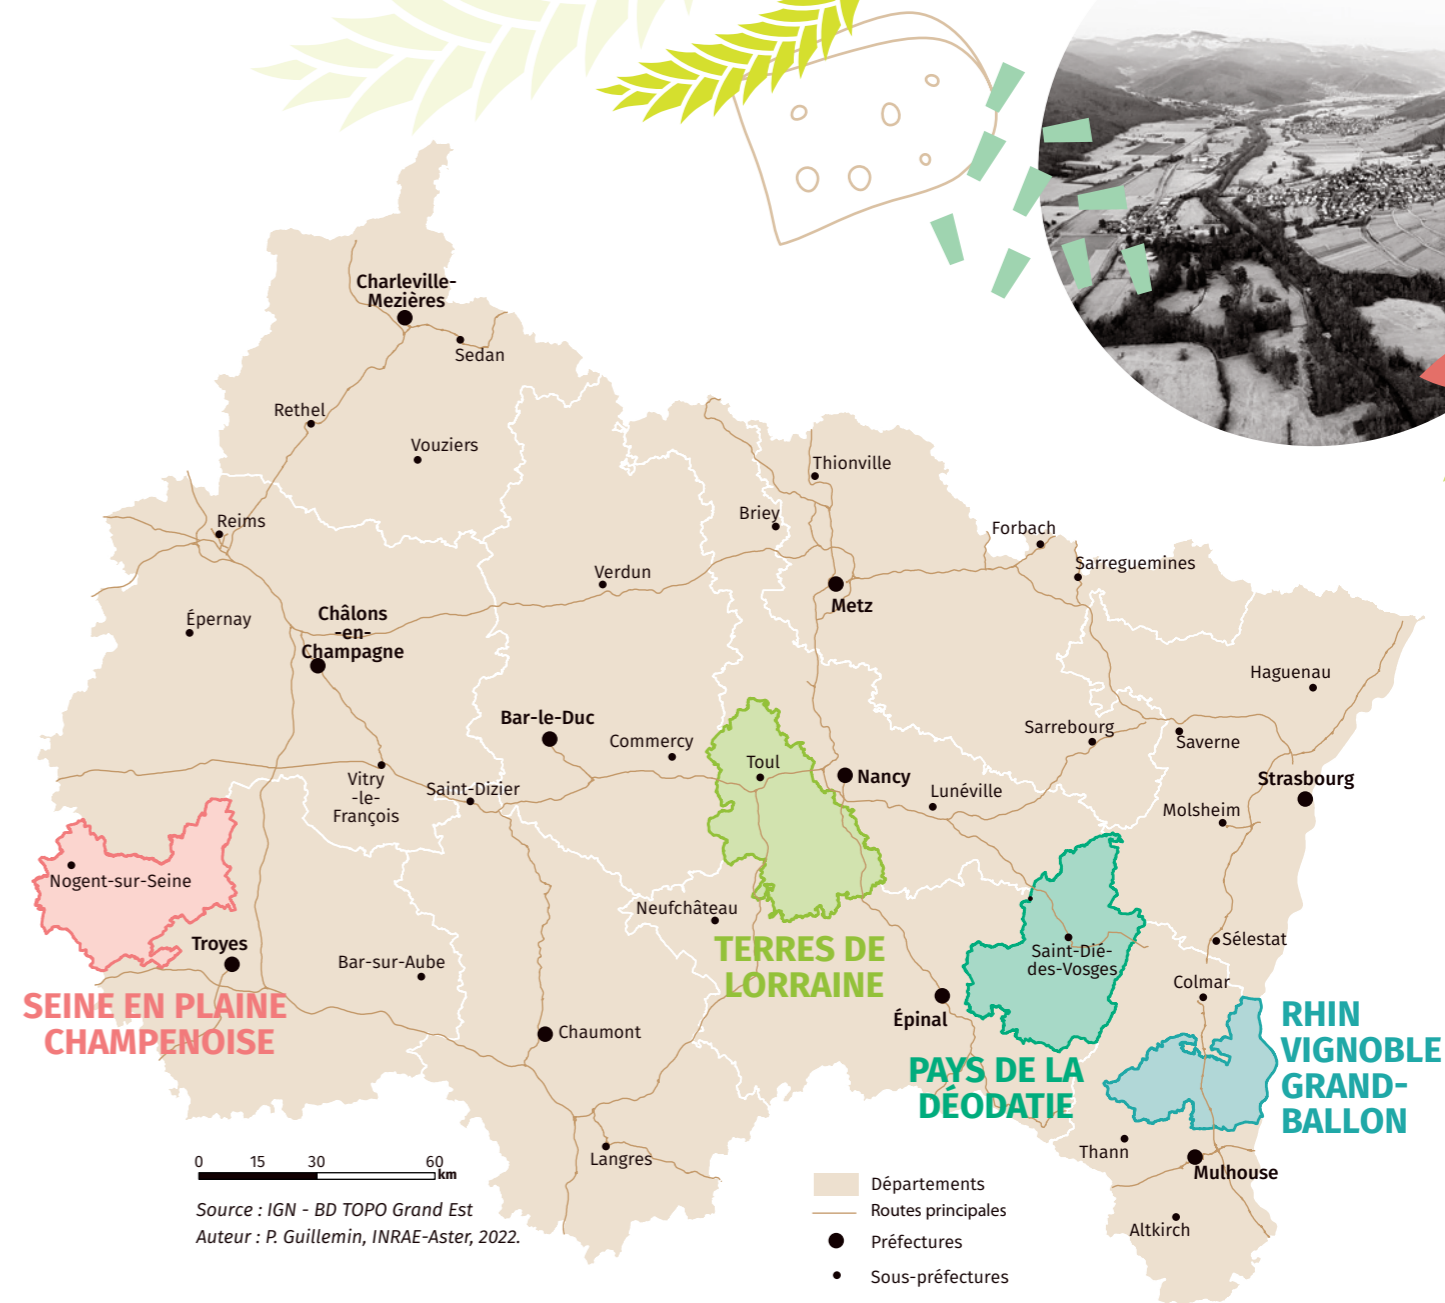 Charleville-
Mezières
Sedan
Rethel
Vouziers
Thionville
Briey
Reims
Forbach
Sarreguemines
Verdun
Metz
Épernay
Châlons
-en-
Champagne
Haguenau
Bar-le-Duc
Commercy
Sarrebourg
Saverne
Toul
Nancy
Vitry
-le-
François
Saint-Dizier
Lunéville
Strasbourg
Molsheim
Nogent-sur-Seine
Neufchâteau
Troyes
Bar-sur-Aube
Saint-Dié-
des-Vosges
Sélestat
TERRES DE
LORRAINE
Colmar
SEINE EN PLAINE
CHAMPENOISE
Épinal
Chaumont
RHIN
VIGNOBLE
GRAND-
BALLON
PAYS DE LA
DÉODATIE
Langres
Thann
Mulhouse
Altkirch
0 15 30 60
km
Source : IGN - BD TOPO Grand Est
Auteur : P. Guillemin, INRAE-Aster, 2022.
Départements
Routes principales
Préfectures
Sous-préfectures